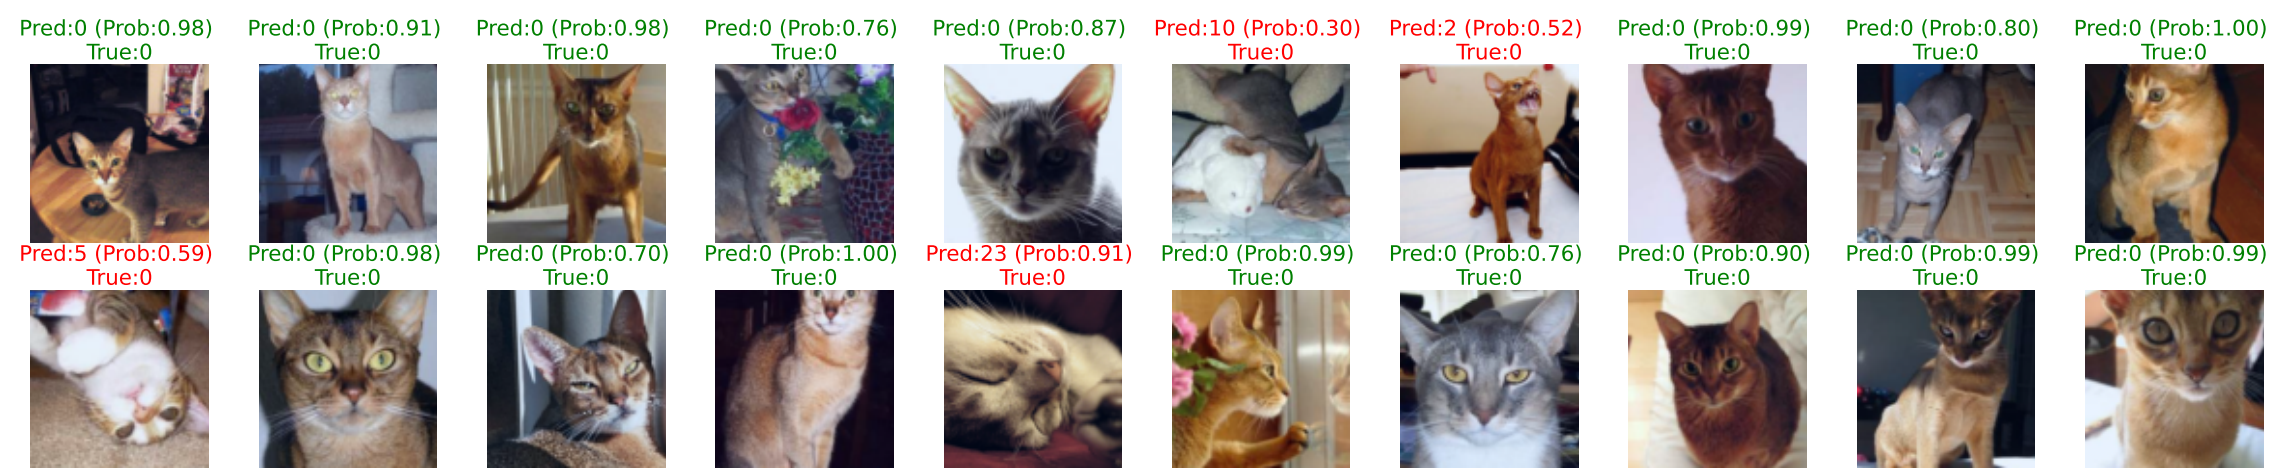 Pred:0 (Prob:0.98) Pred:0 (Prob:0.91) Pred:0 (Prob:0.98) Pred:0 (Prob:0.76) Pred:0 (Prob:0.87) Pred:10 (Prob:0.30) Pred:2 (Prob:0.52) Pred:0 (Prob:0.99) Pred:0 (Prob:0.80) Pred:0 (Prob:1.00)
True:0 True:0 True:0 True:0 True:0 True:0 True:0 True:0 True:0 True:0
Pred:5 (Prob:0.59) Pred:0 (Prob:0.98) Pred:0 (Prob:0.70) Pred:0 (Prob:1.00) Pred:23 (Prob:0.91) Pred:0 (Prob:0.99) Pred:0 (Prob:0.76) Pred:0 (Prob:0.90) Pred:0 (Prob:0.99) Pred:0 (Prob:0.99)
True:0 True:0 True:0 True:0 True:0 True:0 True:0 True:0 True:0 True:0